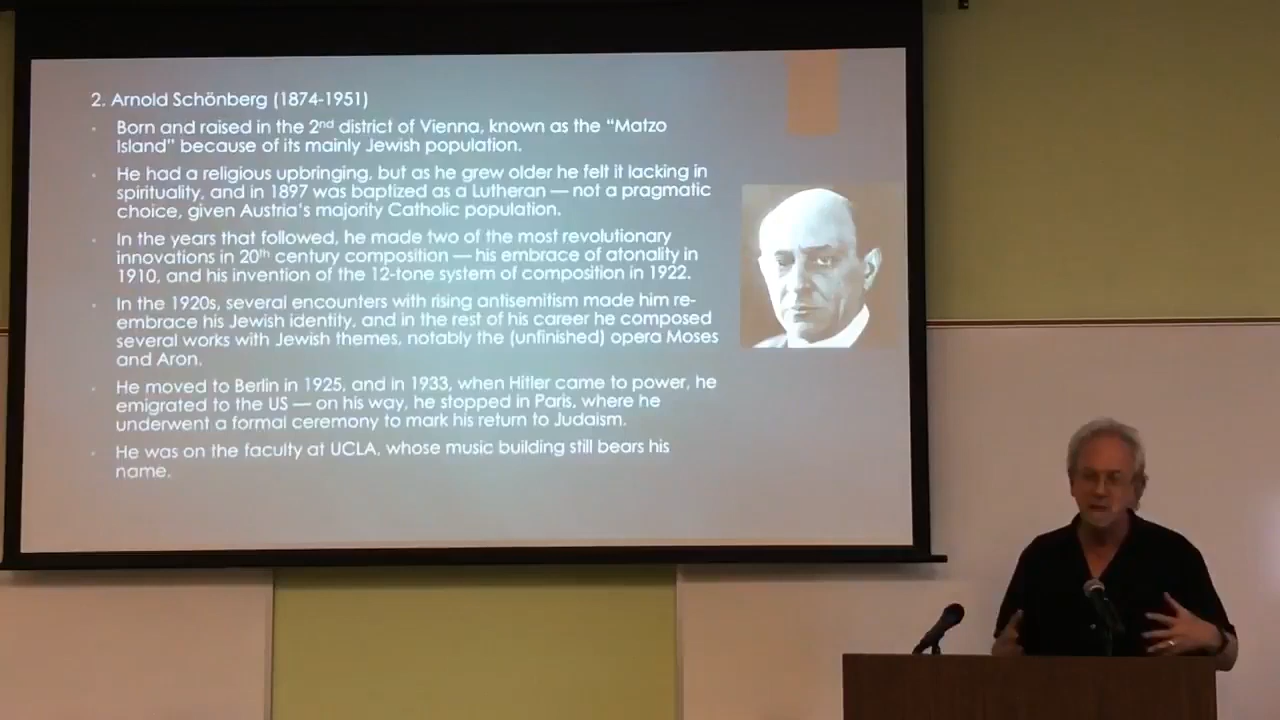 2. Arnold Schönberg (1874-1951)
Born and raised in the 2nd district of Vienna, known as the “Matzo
Island” because of its mainly Jewish population.
He had a religious upbringing, but as he grew older he felt it lacking in
spirituality, and in 1897 was baptized as a Lutheran — not a pragmatic
choice, given Austria’s majority Catholic population.
In the years that followed, he made two of the most revolutionary
innovations in 20th century composition — his embrace of atonality in
1910, and his invention of the 12-tone system of composition in 1922.
In the 1920s, several encounters with rising antisemitism made him re-
embrace his Jewish identity, and in the rest of his career he composed
several works with Jewish themes, notably the (unfinished) opera Moses
and Aron.
He moved to Berlin in 1925, and in 1933, when Hitler came to power, he
emigrated to the US — on his way, he stopped in Paris, where he
underwent a formal ceremony to mark his return to Judaism.
He was on the faculty at UCLA, whose music building still bears his
name.